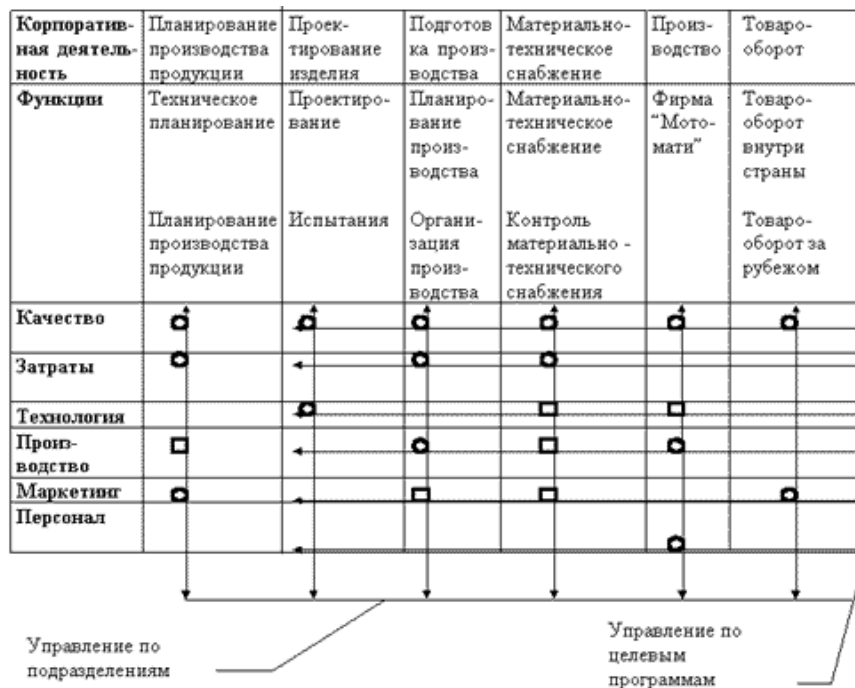 Корпоратив-
ная деятель-
ность
Планирование
производства
продукции
Проек-
тирование
изделия
Подготов
ка произ-
водства
Материально-
техническое
снабжение
Произ-
водство
Товаро-
оборот
Функции
Техническое
планирование
Проектиро-
вание
Планиро-
вание
произ-
водства
Материально-
техническое
снабжение
Фирма
“Мото-
мати”
Товаро-
оборот
внутри
страны
Планирование
производства
продукции
Испытания
Органи-
зация
произ-
водства
Контроль
материально -
технического
снабжения
Товаро-
оборот за
рубежом
Качество
Затраты
Технология
Произ-
водство
Маркетинг
Персонал
Управление по
подразделениям
Управление по
целевым
программам